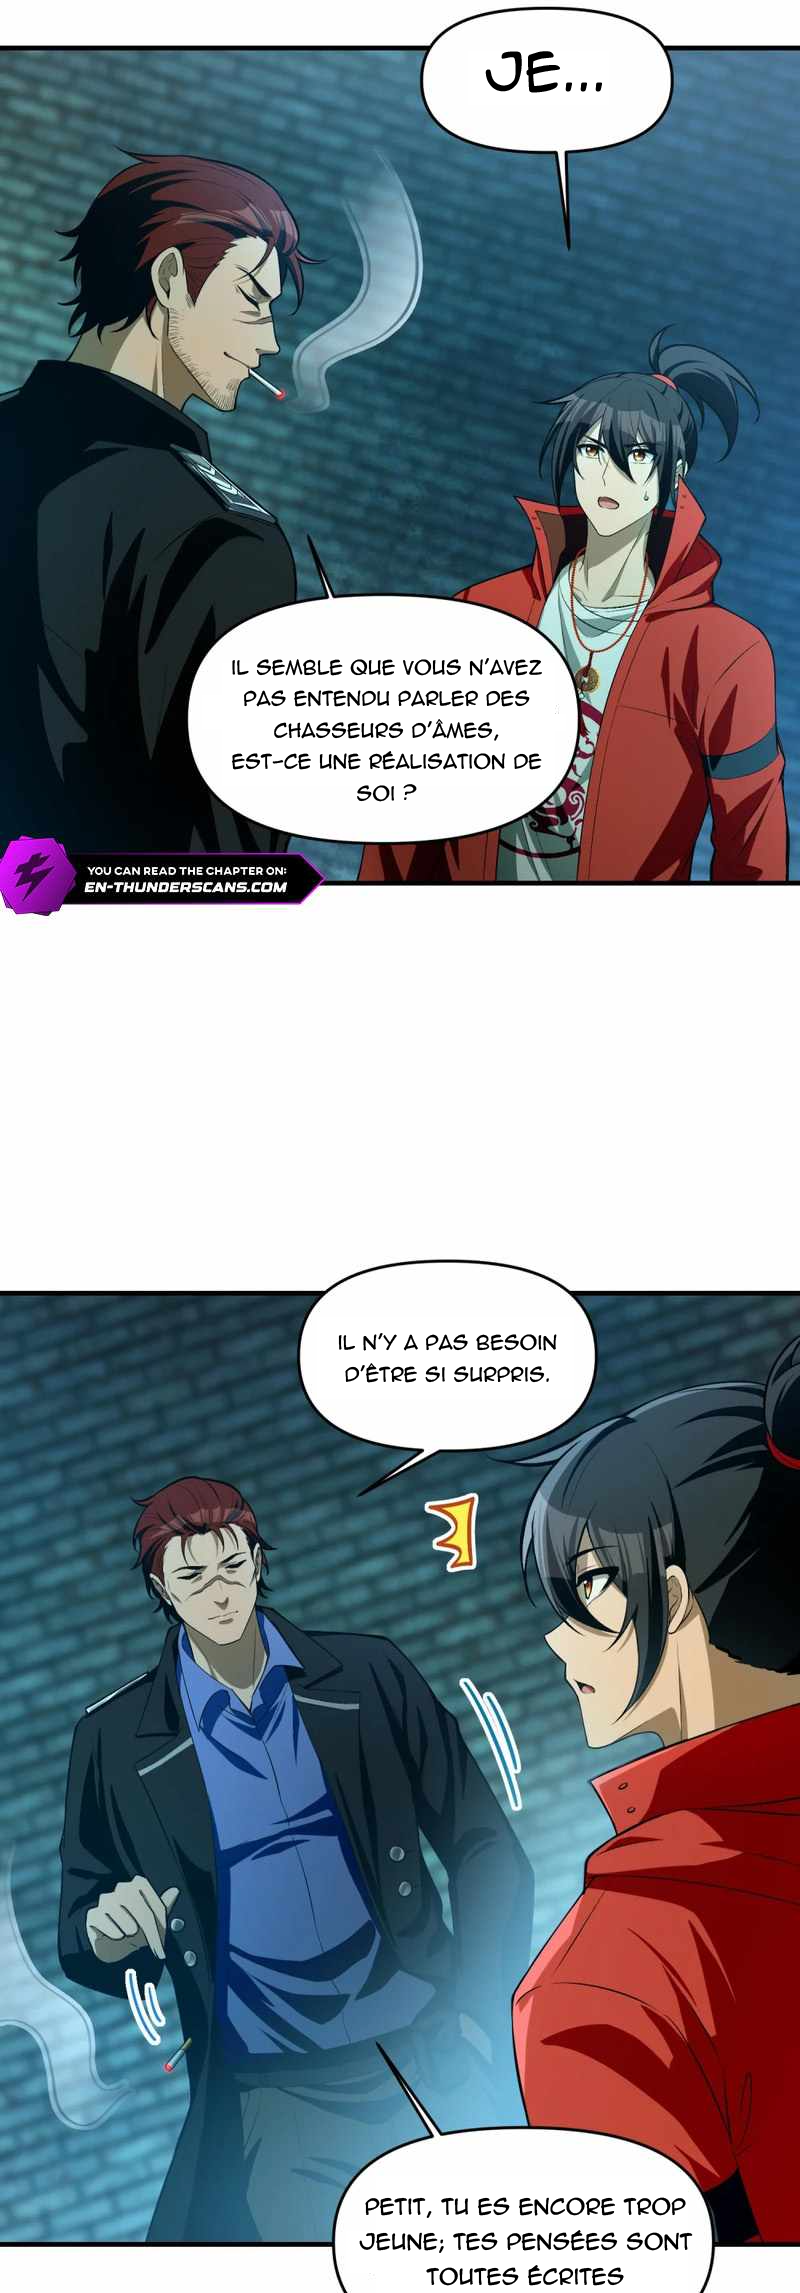 JE...
IL SEMBLE QUE VOUS N'AVEZ
PAS ENTENDU PARLER DES
CHASSEURS D'ÂMES,
EST-CE UNE RÉALISATION DE
SOI ?
YOU CAN READ THE CHAPTER ON:
EN-THUNDERSCANS.COM
IL N'Y A PAS BESOIN
D'ÊTRE SI SURPRIS.
PETIT, TU ES ENCORE TROP
JEUNE; TES PENSÉES SONT
TOUTES ÉCRITES